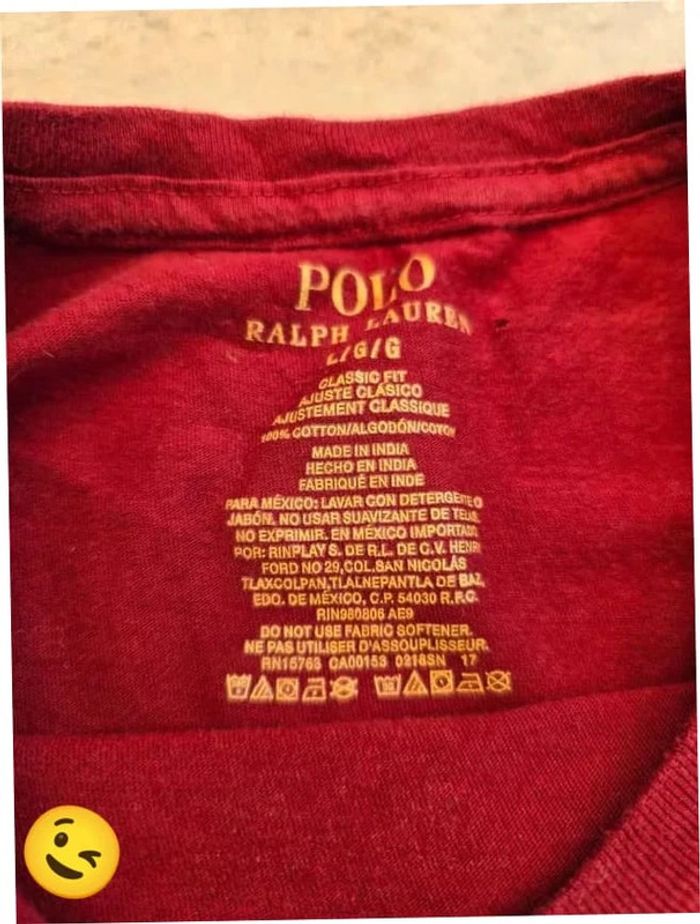 POLO
RALPH LAUREN
L/G/G
CLASSIC FIT
AJUSTE CLÁSICO
AJUSTEMENT CLASSIQUE
100% COTTON/ALGODÓN/COTON
MADE IN INDIA
HECHO EN INDIA
FABRIQUÉ EN INDE
PARA MÉXICO: LAVAR CON DETERGENTE O
JABÓN. NO USAR SUAVIZANTE DE TELAS.
NO EXPRIMIR. EN MÉXICO IMPORTADO
POR: RINPLAY S. DE R.L. DE C.V. HENRY
FORD NO 29, COL.SAN NICOLÁS
TLAXCOLPAN,TLALNEPANTLA DE BAZ,
EDO. DE MÉXICO, C.P. 54030 R.F.C.
RIN980806 AE9
DO NOT USE FABRIC SOFTENER.
NE PAS UTILISER D'ASSOUPLISSEUR.
RN15763 CA00153 0218SN 17